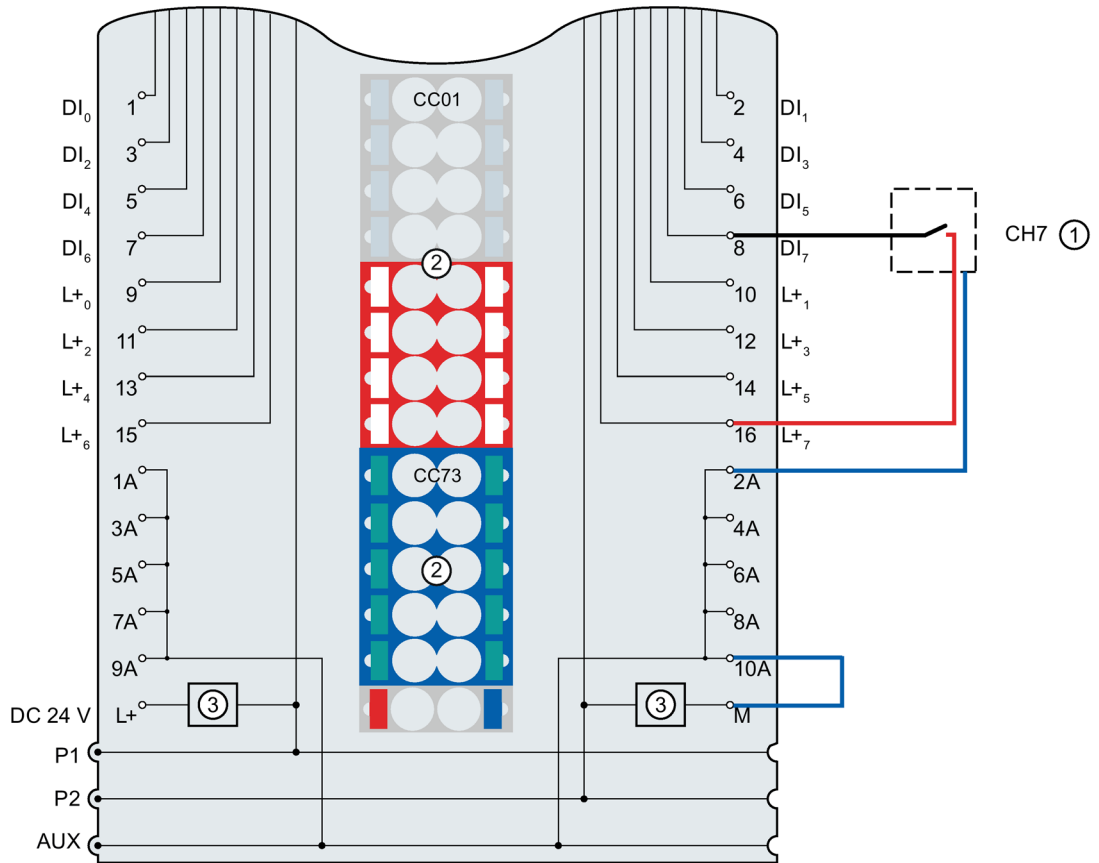 CC01
DI0 1 2 DI1
DI2 3 4 DI3
DI4 5 6 DI5
DI6 7 8 DI7 CH7 ①
②
L+0 9 10 L+1
L+2 11 12 L+3
L+4 13 14 L+5
L+6 15 16 L+7
CC73
1A 2A
3A 4A
5A ② 6A
7A 8A
9A 10A
DC 24 V L+ ③ ③ M
P1
P2
AUX